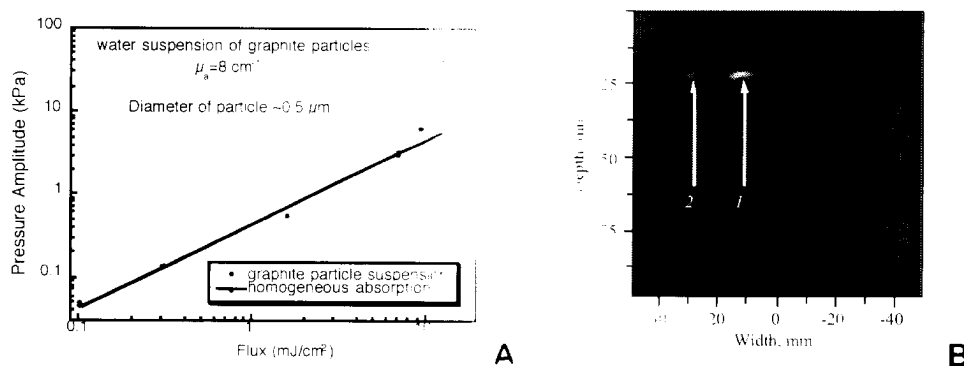 water suspension of graphite particles
μa=8 cm⁻¹
Diameter of particle ~0.5 μm
Pressure Amplitude (kPa)
100
10
1
0.1
graphite particle suspension
homogeneous absorption
0.1
Flux (mJ/cm²)
A
2
1
20
0
-20
-40
Width, mm
B